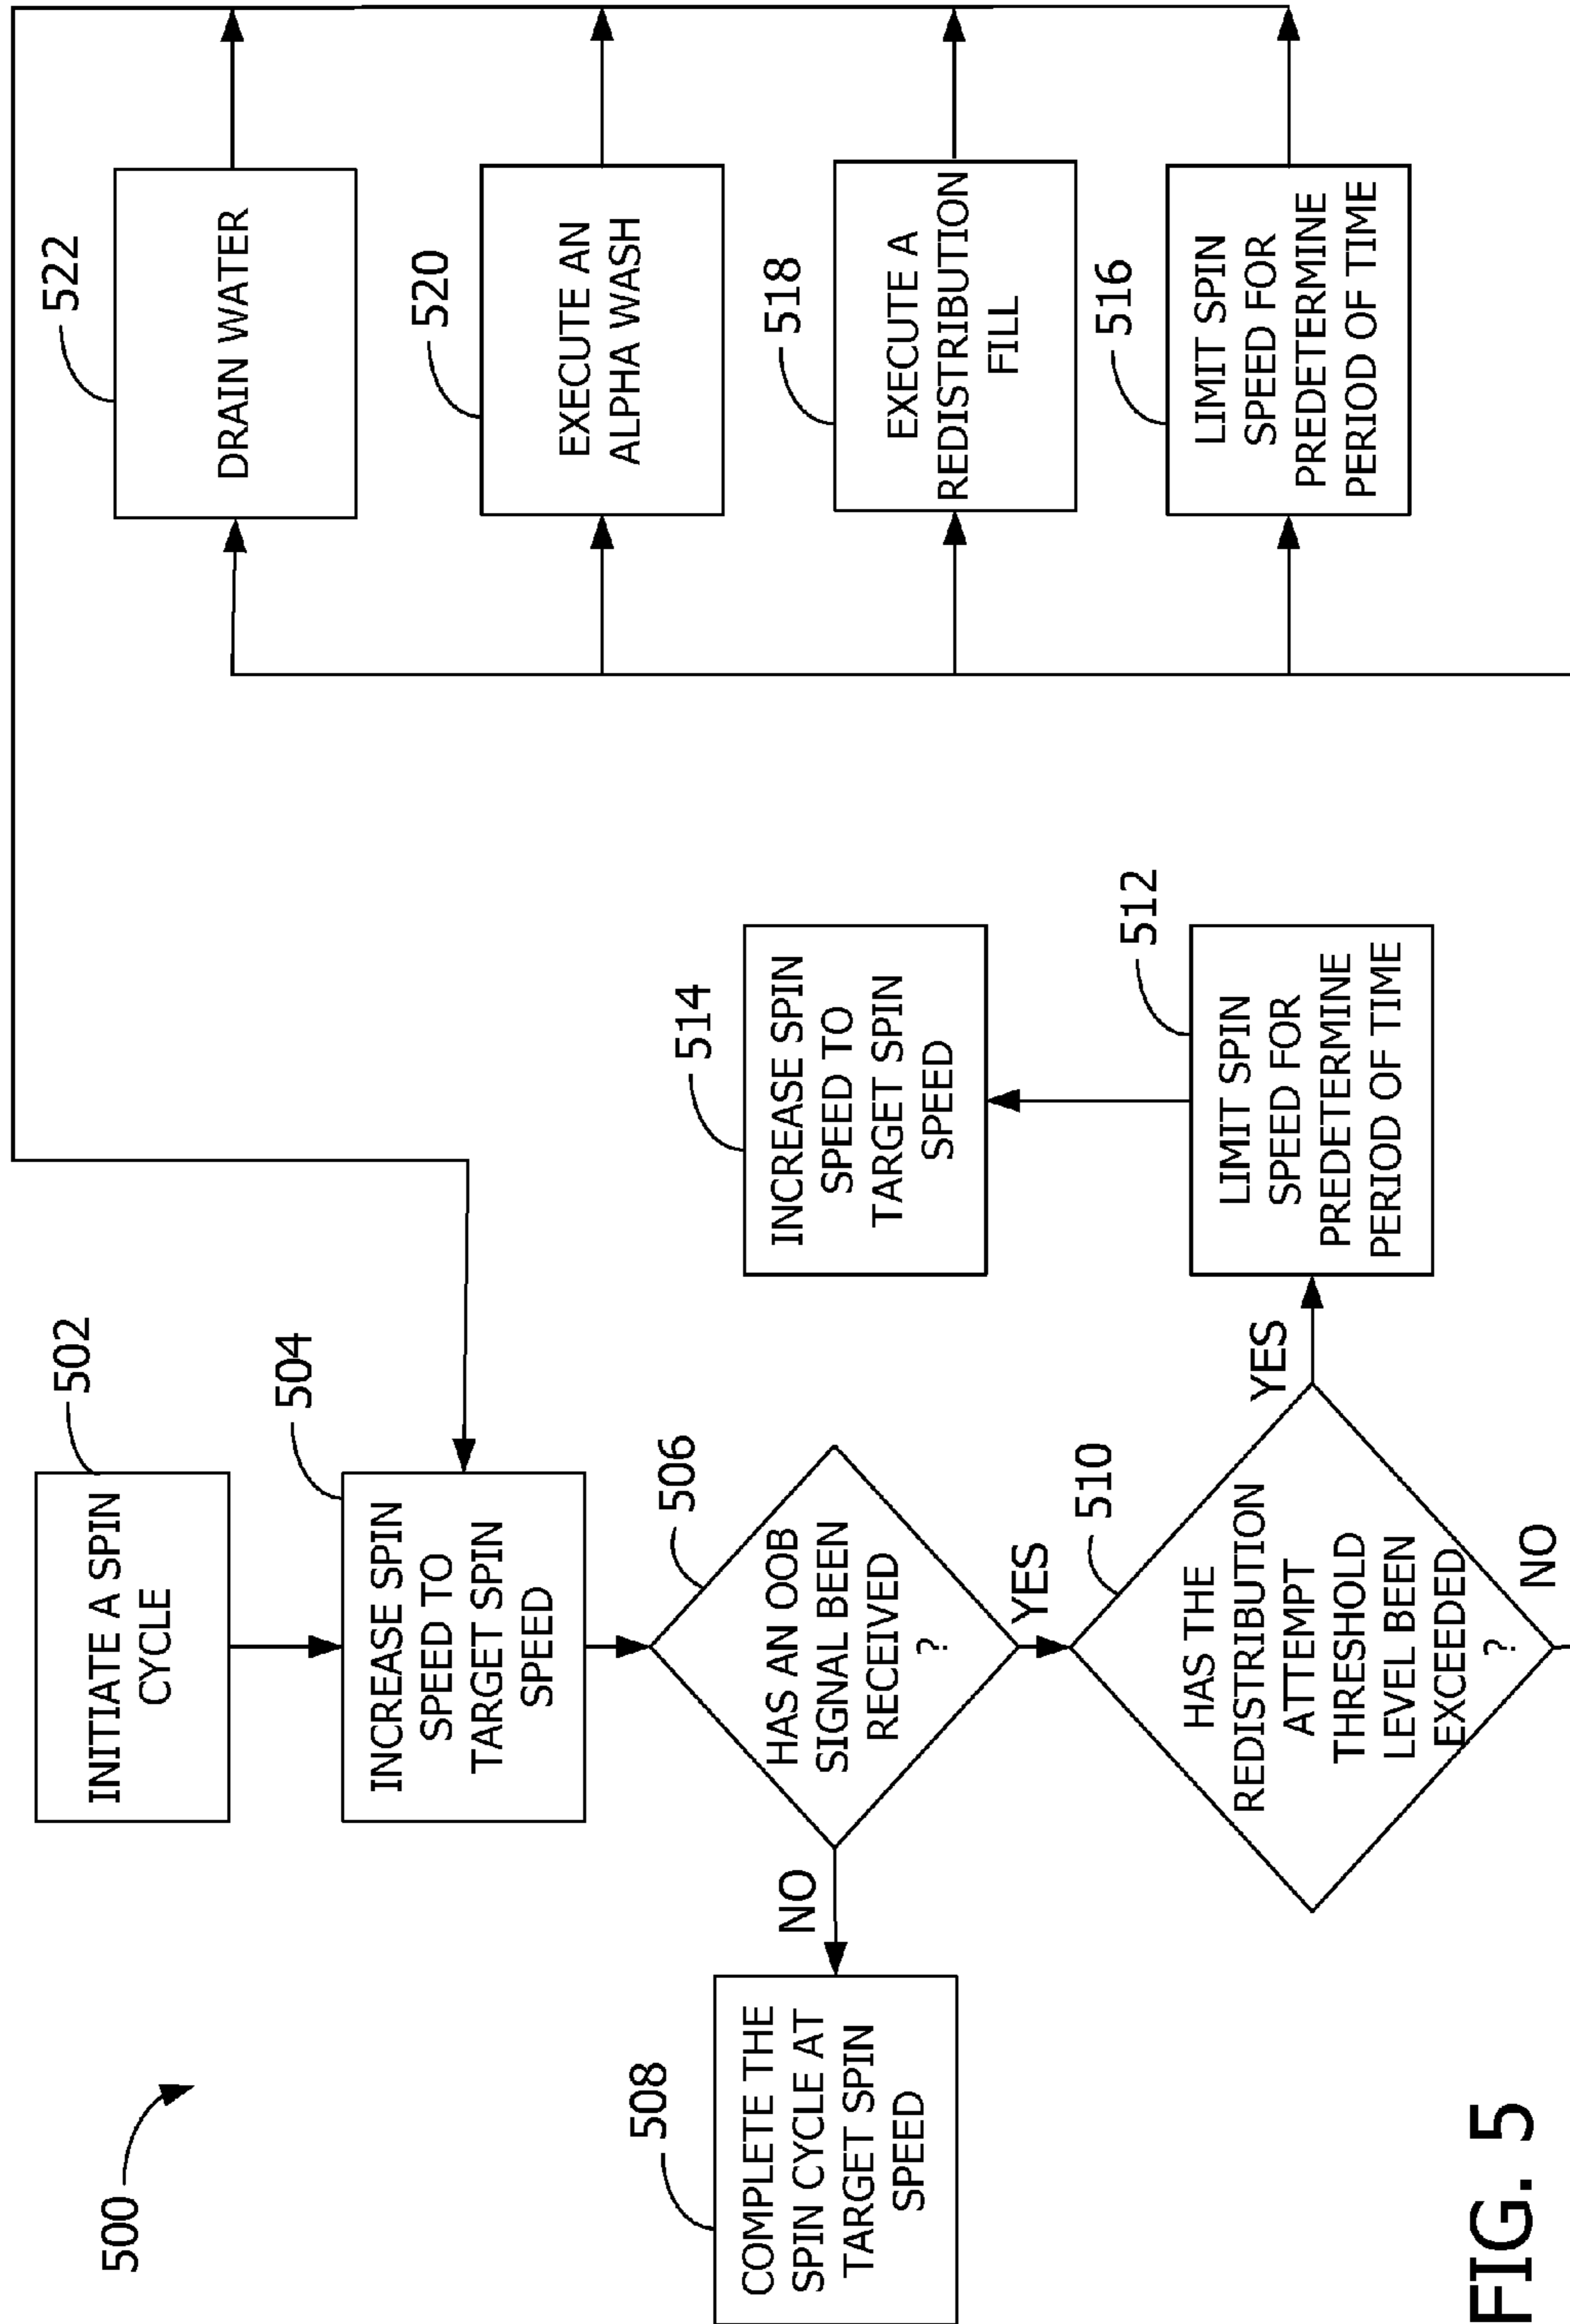 500
INITIATE A SPIN
CYCLE
502
INCREASE SPIN
SPEED TO
TARGET SPIN
SPEED
504
HAS AN OOB
SIGNAL BEEN
RECEIVED
?
506
NO
YES
COMPLETE THE
SPIN CYCLE AT
TARGET SPIN
SPEED
508
HAS THE
REDISTRIBUTION
ATTEMPT
THRESHOLD
LEVEL BEEN
EXCEEDED
?
510
YES
NO
LIMIT SPIN
SPEED FOR
PREDETERMINE
PERIOD OF TIME
512
INCREASE SPIN
SPEED TO
TARGET SPIN
SPEED
514
LIMIT SPIN
SPEED FOR
PREDETERMINE
PERIOD OF TIME
516
EXECUTE A
REDISTRIBUTION
FILL
518
EXECUTE AN
ALPHA WASH
520
DRAIN WATER
522
FIG. 5